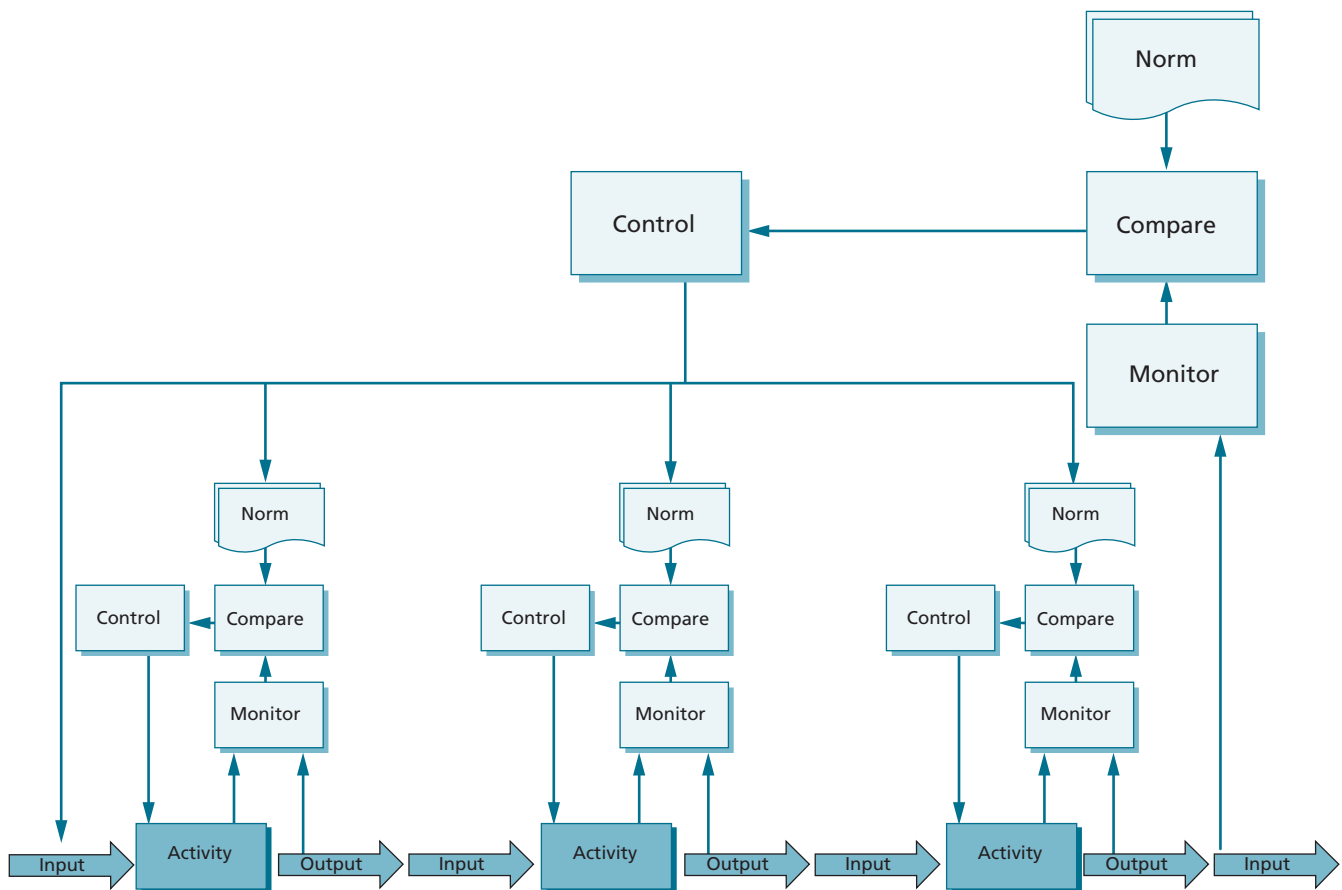 Norm
Control
Compare
Monitor
Norm
Norm
Norm
Control
Compare
Control
Compare
Control
Compare
Monitor
Monitor
Monitor
Input
Activity
Output
Input
Activity
Output
Input
Activity
Output
Input